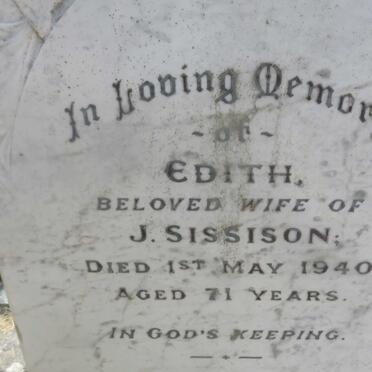 In Loving Memor
- of -
EDITH,
BELOVED WIFE OF
J. SISSISON;
DIED 1ST MAY 1940
AGED 71 YEARS.
IN GOD'S KEEPING.